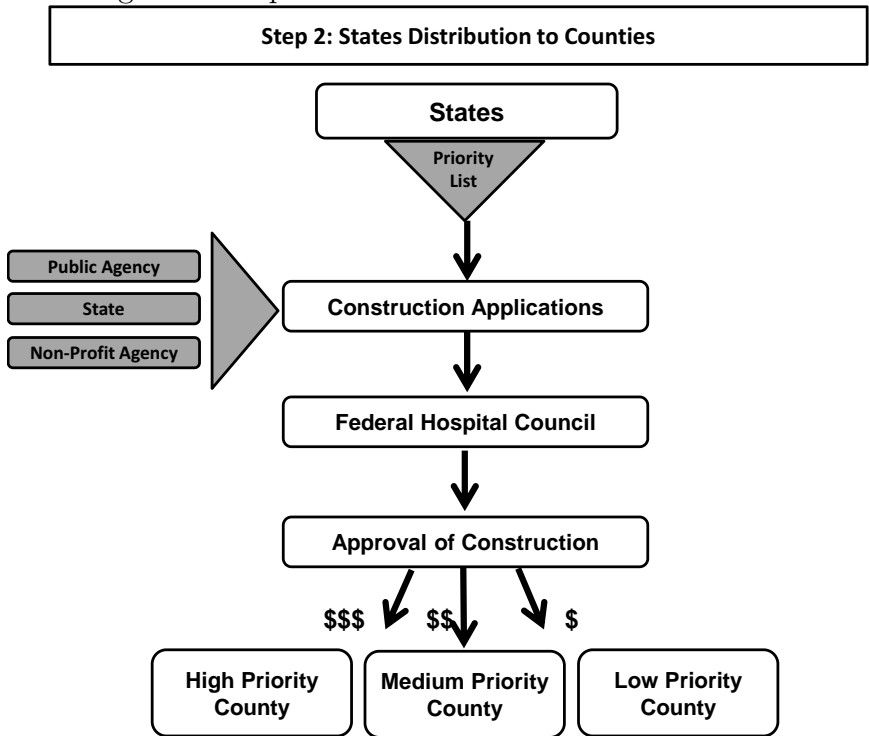 Step 2: States Distribution to Counties
States
Priority
List
Public Agency
State
Non-Profit Agency
Construction Applications
Federal Hospital Council
Approval of Construction
$$$
$$
$
High Priority
County
Medium Priority
County
Low Priority
County